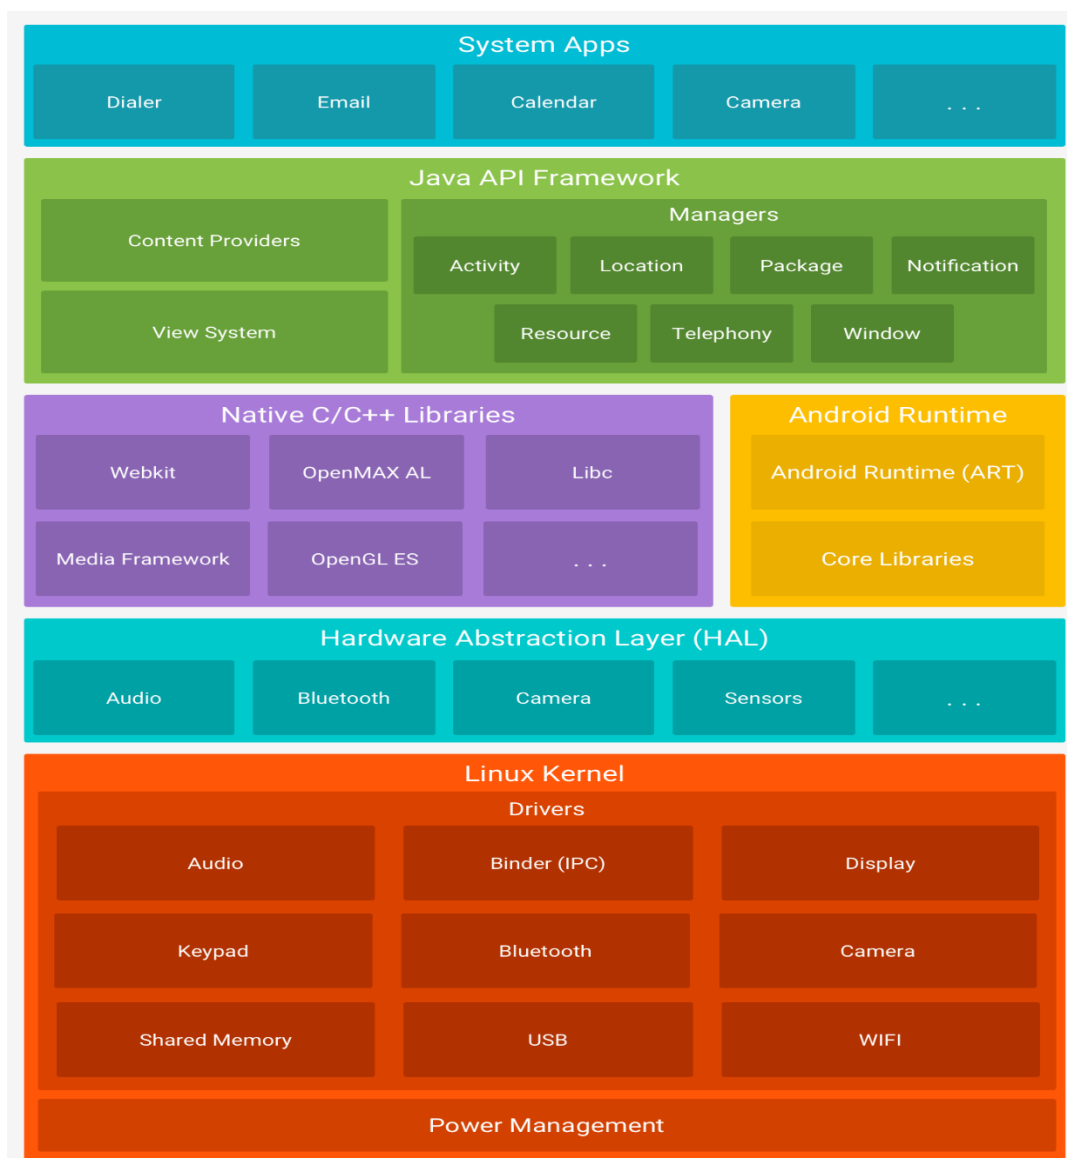 System Apps
Dialer
Email
Calendar
Camera
. . .
Java API Framework
Content Providers
View System
Managers
Activity
Location
Package
Notification
Resource
Telephony
Window
Native C/C++ Libraries
Webkit
OpenMAX AL
Libc
Media Framework
OpenGL ES
. . .
Android Runtime
Android Runtime (ART)
Core Libraries
Hardware Abstraction Layer (HAL)
Audio
Bluetooth
Camera
Sensors
. . .
Linux Kernel
Drivers
Audio
Binder (IPC)
Display
Keypad
Bluetooth
Camera
Shared Memory
USB
WIFI
Power Management